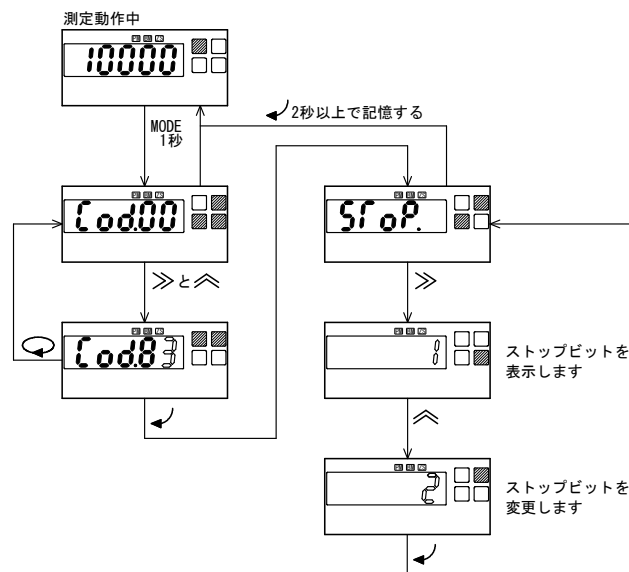 測定動作中
10000
2秒以上で記憶する
MODE
1秒
Cod.00
SToP.
≫と︽
≫
Cod.83
1
ストップビットを
表示します
2
ストップビットを
変更します